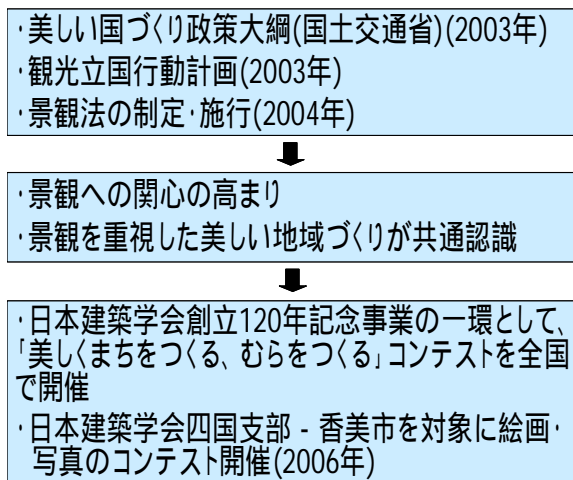 ・美しい国づくり政策大綱(国土交通省)(2003年)
・観光立国行動計画(2003年)
・景観法の制定・施行(2004年)
・景観への関心の高まり
・景観を重視した美しい地域づくりが共通認識
・日本建築学会創立120年記念事業の一環として、
「美しくまちをつくる、むらをつくる」コンテストを全国
で開催
・日本建築学会四国支部 - 香美市を対象に絵画・
写真のコンテスト開催(2006年)